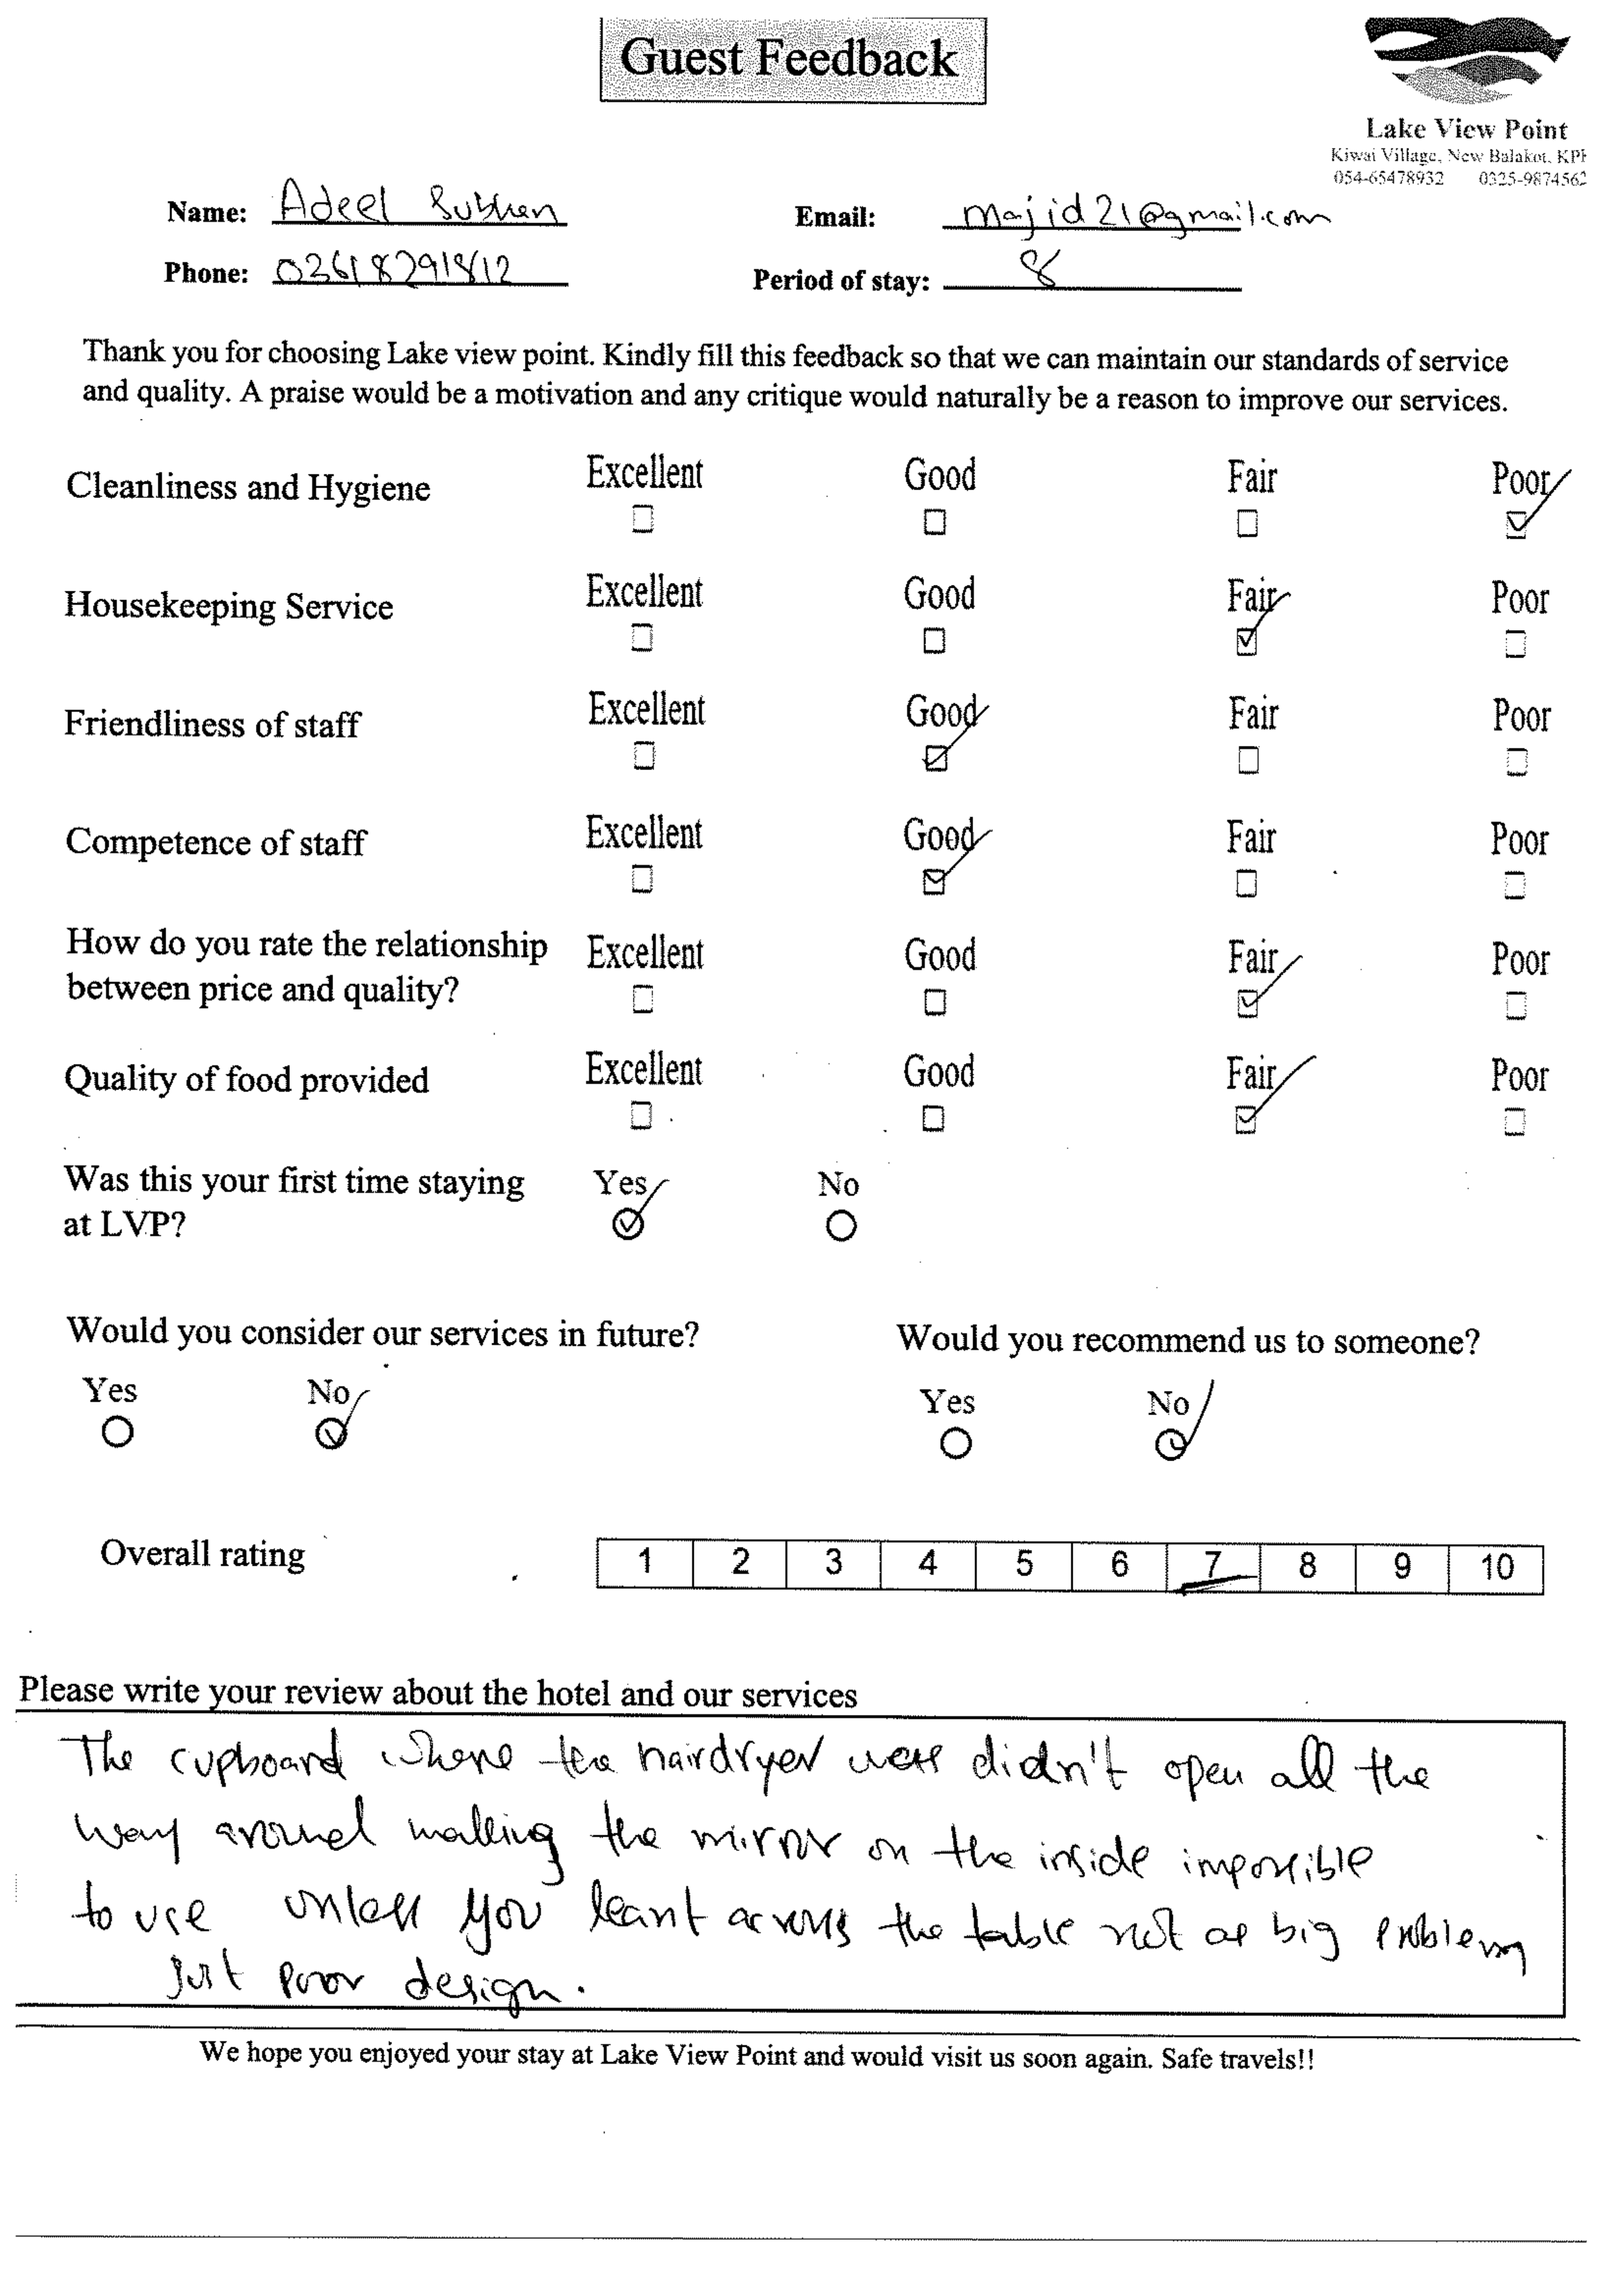 Guest Feedback
Lake View Point
Kiwai Village, New Balakot, KPK
054-65478932 0325-9874562
Name: Adeel Email: majid21@gmail.com
Phone: 03618291812 Period of stay: 8
Thank you for choosing Lake view point. Kindly fill this feedback so that we can maintain our standards of service
and quality. A praise would be a motivation and any critique would naturally be a reason to improve our services.
Cleanliness and Hygiene Excellent Good Fair Poor
Housekeeping Service Excellent Good Fair Poor
Friendliness of staff Excellent Good Fair Poor
Competence of staff Excellent Good Fair Poor
How do you rate the relationship
between price and quality? Excellent Good Fair Poor
Quality of food provided Excellent Good Fair Poor
Was this your first time staying Yes No
at LVP?
Would you consider our services in future? Would you recommend us to someone?
Yes No Yes No
Overall rating 1 2 3 4 5 6 7 8 9 10
Please write your review about the hotel and our services
The cupboard where the hairdryer were didn't open all the
way around making the mirror on the inside impossible
to use unless you leant across the table not a big problem
just poor design.
We hope you enjoyed your stay at Lake View Point and would visit us soon again. Safe travels!!